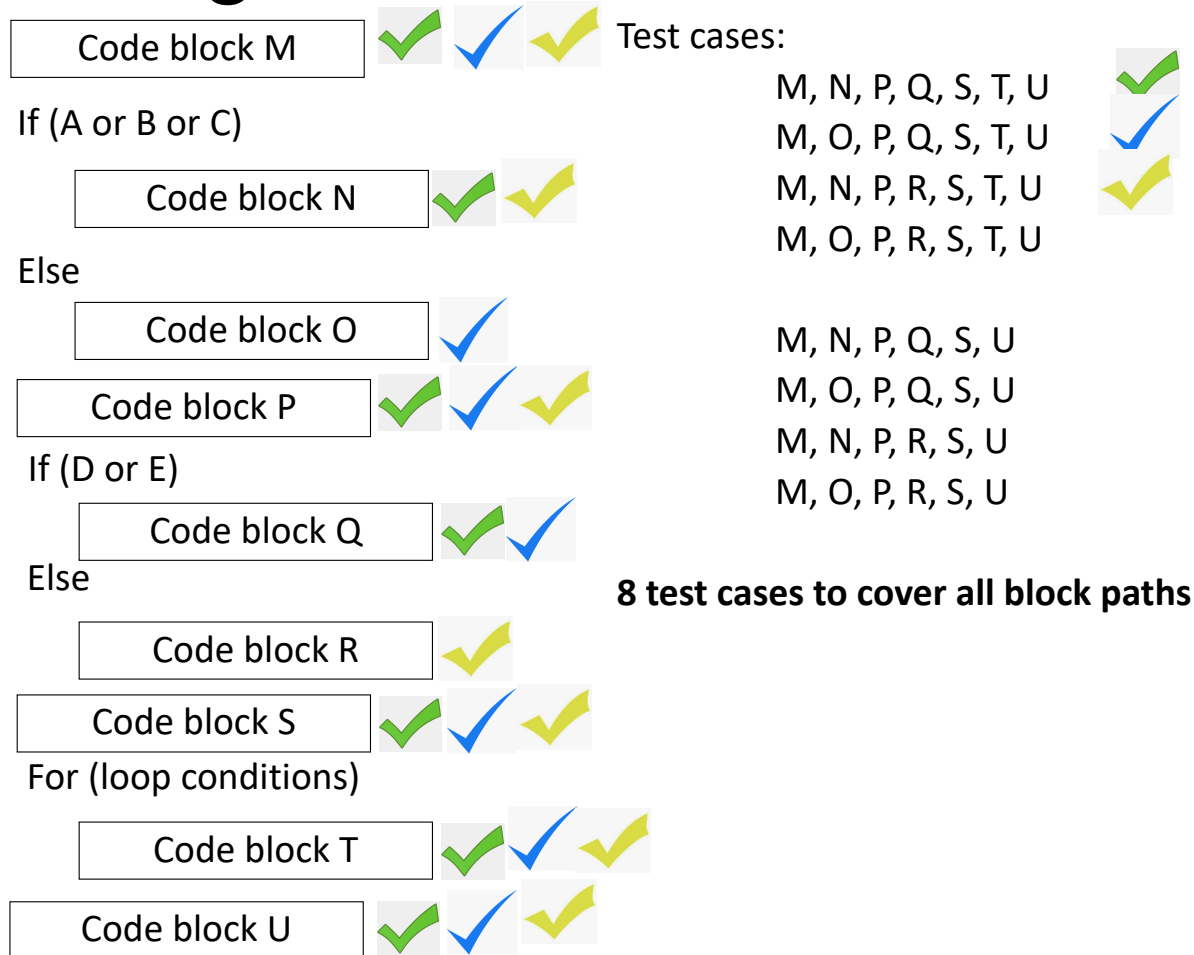 Code block M
If (A or B or C)
Code block N
Else
Code block O
Code block P
If (D or E)
Code block Q
Else
Code block R
Code block S
For (loop conditions)
Code block T
Code block U
Test cases:
M, N, P, Q, S, T, U
M, O, P, Q, S, T, U
M, N, P, R, S, T, U
M, O, P, R, S, T, U
M, N, P, Q, S, U
M, O, P, Q, S, U
M, N, P, R, S, U
M, O, P, R, S, U
8 test cases to cover all block paths